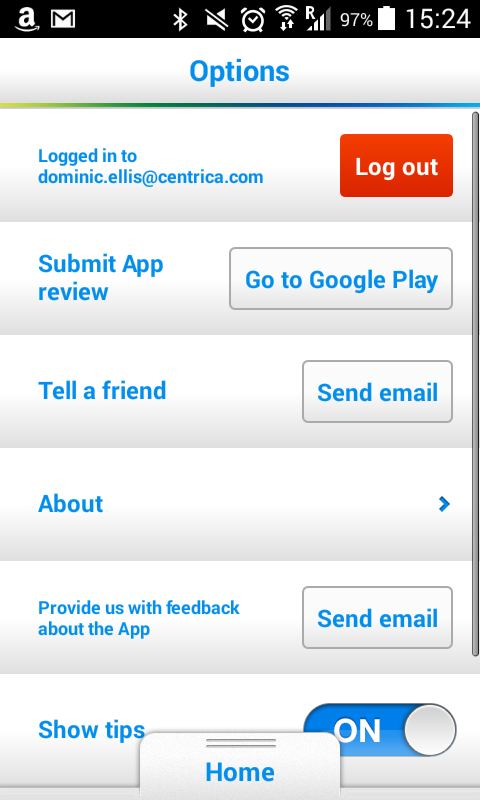 a R 97% 15:24
Options
Logged in to
dominic.ellis@centrica.com
Log out
Submit App
review
Go to Google Play
Tell a friend
Send email
About
Provide us with feedback
about the App
Send email
Show tips
ON
Home